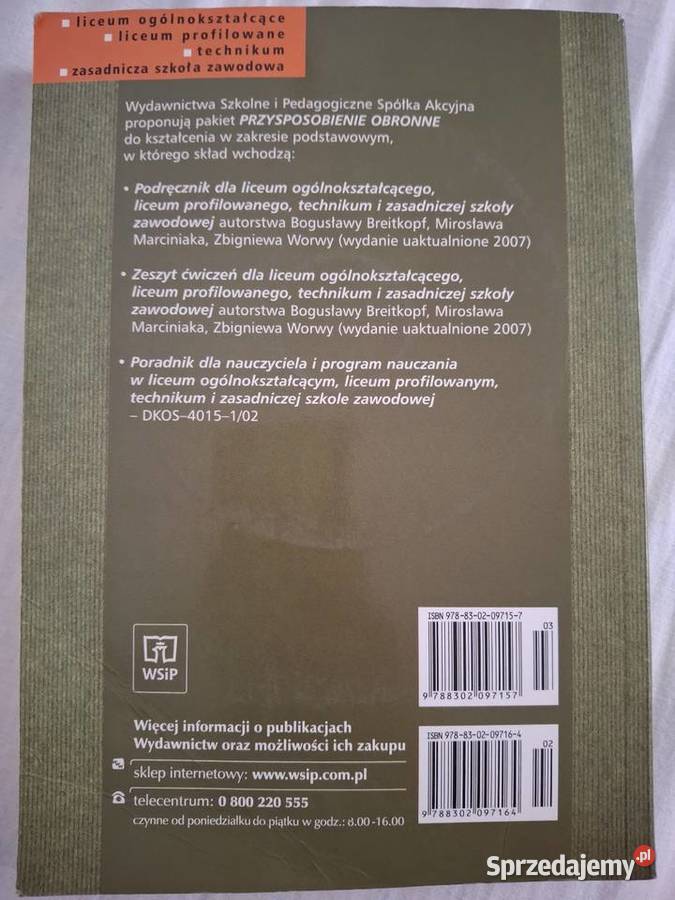 liceum ogólnokształcące
liceum profilowane
technikum
zasadnicza szkoła zawodowa
Wydawnictwa Szkolne i Pedagogiczne Spółka Akcyjna
proponują pakiet PRZYSPOSOBIENIE OBRONNE
do kształcenia w zakresie podstawowym,
w którego skład wchodzą:
• Podręcznik dla liceum ogólnokształcącego,
liceum profilowanego, technikum i zasadniczej szkoły
zawodowej autorstwa Bogusławy Breitkopf, Mirosława
Marciniaka, Zbigniewa Worwy (wydanie uaktualnione 2007)
• Zeszyt ćwiczeń dla liceum ogólnokształcącego,
liceum profilowanego, technikum i zasadniczej szkoły
zawodowej autorstwa Bogusławy Breitkopf, Mirosława
Marciniaka, Zbigniewa Worwy (wydanie uaktualnione 2007)
• Poradnik dla nauczyciela i program nauczania
w liceum ogólnokształcącym, liceum profilowanym,
technikum i zasadniczej szkole zawodowej
– DKOS–4015–1/02
ISBN 978-83-02-09715-7
03
9 788302 097157
WSiP
Więcej informacji o publikacjach
Wydawnictw oraz możliwości ich zakupu
sklep internetowy: www.wsip.com.pl
telecentrum: 0 800 220 555
czynne od poniedziałku do piątku w godz.: 8.00-16.00
ISBN 978-83-02-09716-4
02
9 788302 097164
Sprzedajemy.pl